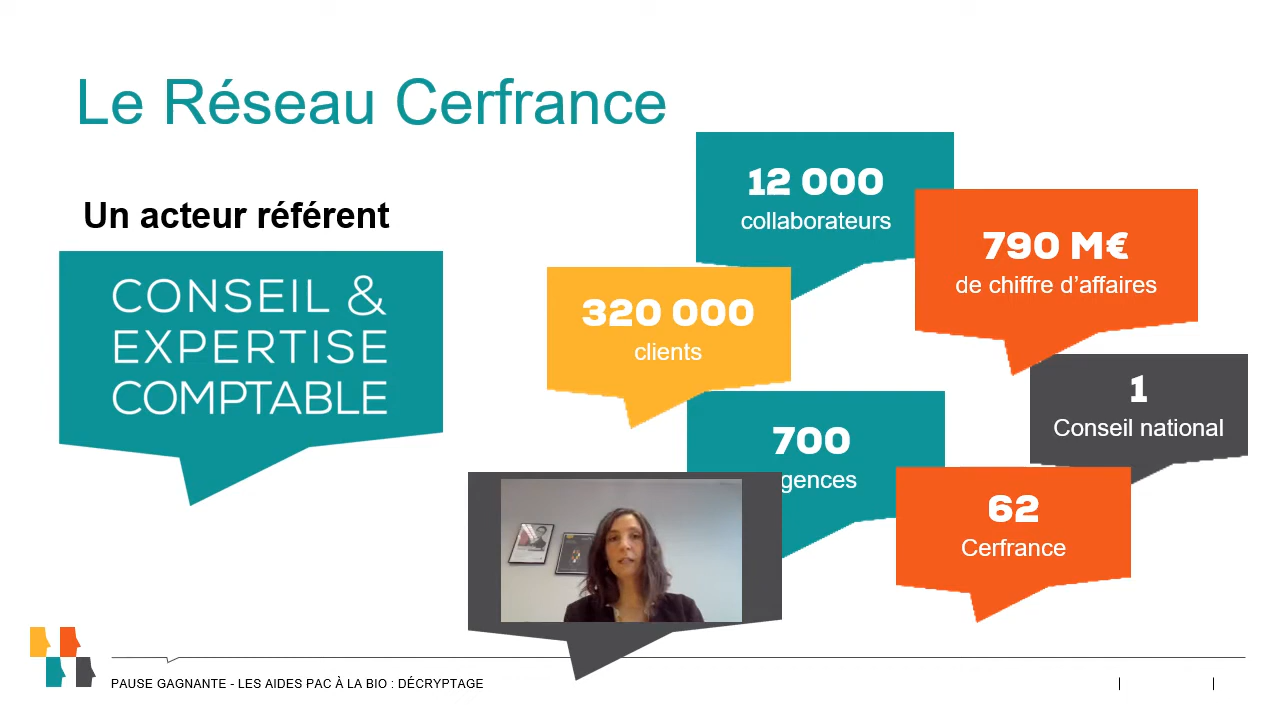 Le Réseau Cerfrance
Un acteur référent
CONSEIL &
EXPERTISE
COMPTABLE
12 000
collaborateurs
790 M€
de chiffre d’affaires
320 000
clients
1
Conseil national
700
gences
62
Cerfrance
PAUSE GAGNANTE - LES AIDES PAC À LA BIO : DÉCRYPTAGE